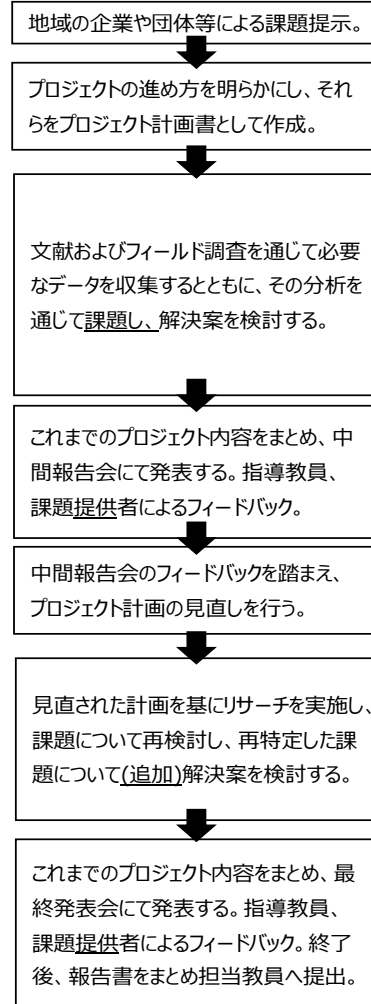 地域の企業や団体等による課題提示。
プロジェクトの進め方を明らかにし、それ
らをプロジェクト計画書として作成。
文献およびフィールド調査を通じて必要
なデータを収集するとともに、その分析を
通じて課題し、解決案を検討する。
これまでのプロジェクト内容をまとめ、中
間報告会にて発表する。指導教員、
課題提供者によるフィードバック。
中間報告会のフィードバックを踏まえ、
プロジェクト計画の見直しを行う。
見直された計画を基にリサーチを実施し、
課題について再検討し、再特定した課
題について(追加)解決案を検討する。
これまでのプロジェクト内容をまとめ、最
終発表会にて発表する。指導教員、
課題提供者によるフィードバック。終了
後、報告書をまとめ担当教員へ提出。